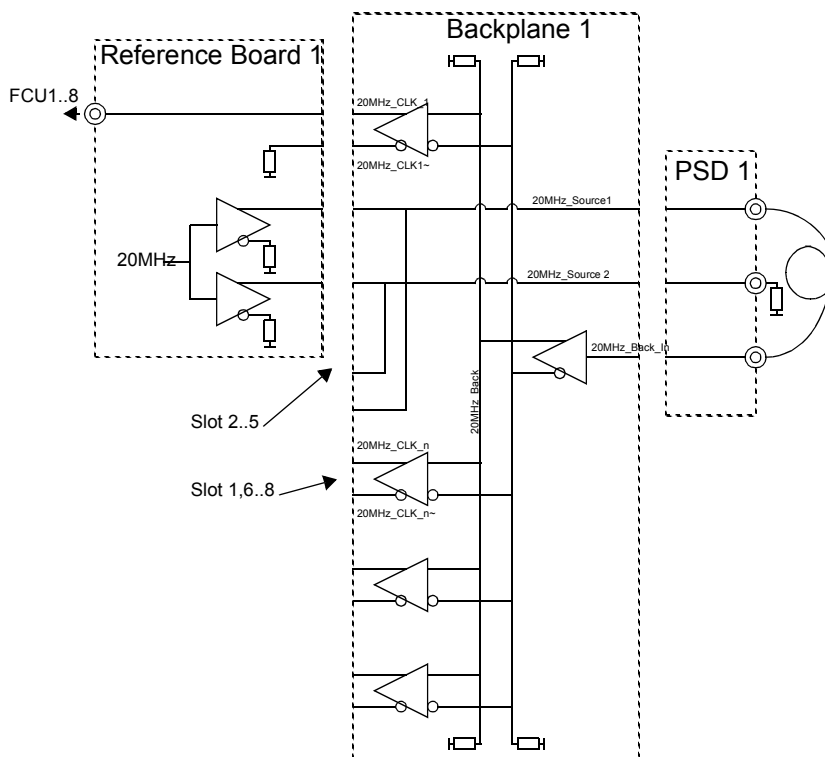 Backplane 1
Reference Board 1
FCU1..8
20MHz_CLK_1
20MHz_CLK1~
PSD 1
20MHz_Source1
20MHz
20MHz_Source 2
20MHz_Back_In
20MHz_Back
Slot 2..5
20MHz_CLK_n
Slot 1,6..8
20MHz_CLK_n~